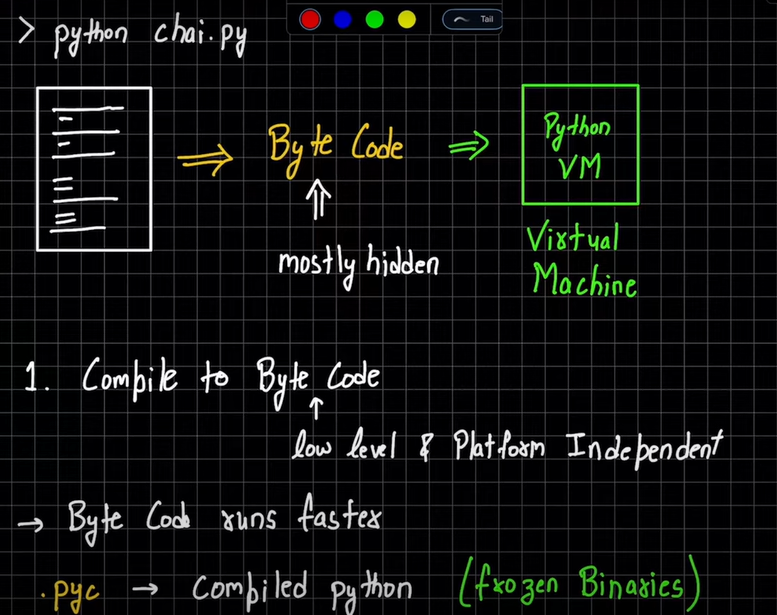 > python chai.py
Tail
⇒ Byte Code ⇒ Python VM
⇑
mostly hidden
Virtual
Machine
1. Compile to Byte Code
↑
low level & Platform Independent
→ Byte Code runs faster
.pyc → Compiled python (frozen Binaries)